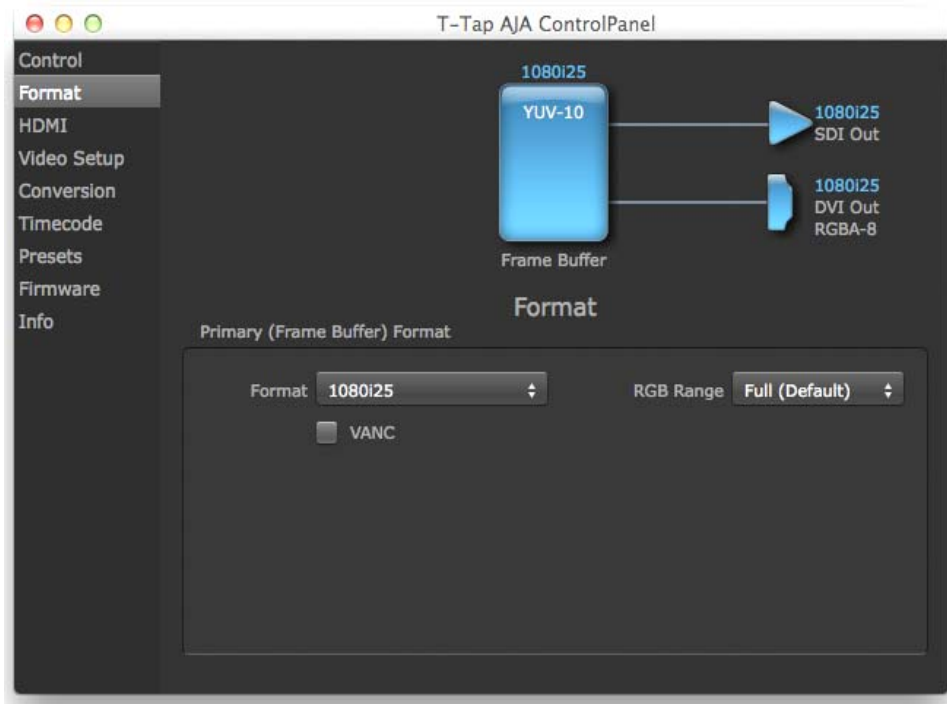 T-Tap AJA ControlPanel
Control
Format
HDMI
Video Setup
Conversion
Timecode
Presets
Firmware
Info
1080i25
YUV-10
Frame Buffer
1080i25
SDI Out
1080i25
DVI Out
RGBA-8
Format
Primary (Frame Buffer) Format
Format 1080i25 RGB Range Full (Default)
VANC